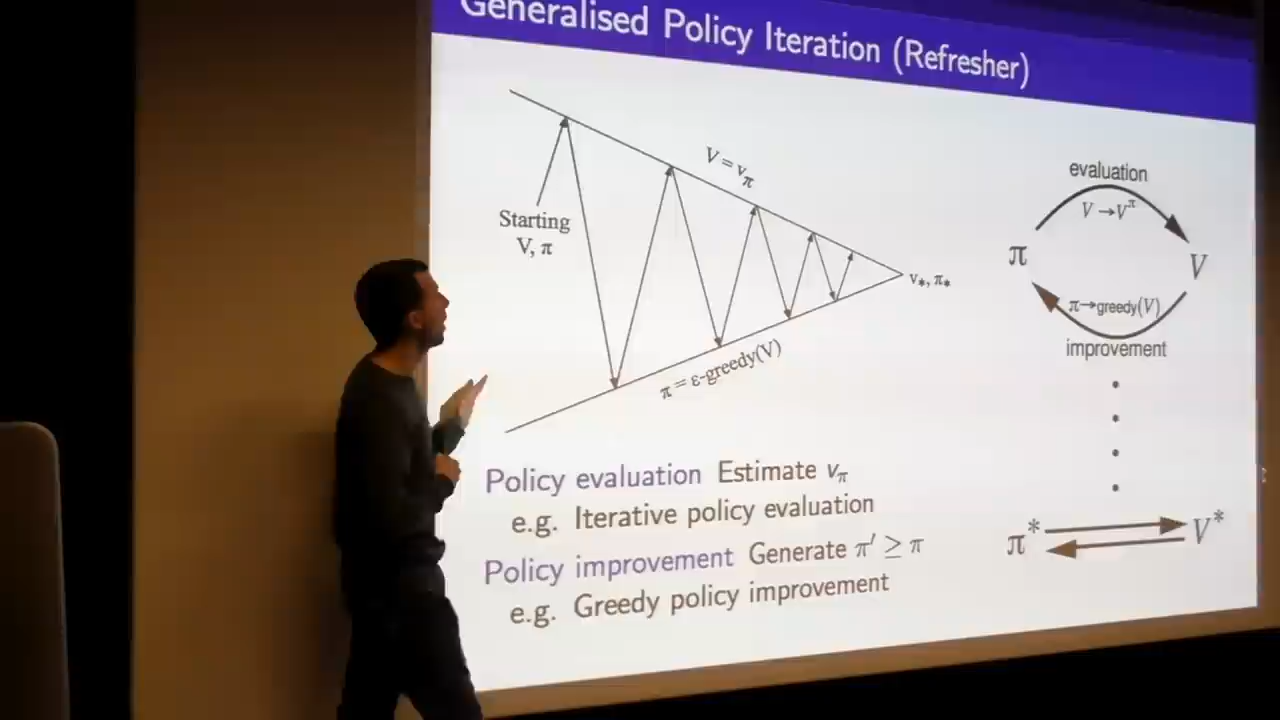 Generalised Policy Iteration (Refresher)
V = vπ
Starting
V, π
v*, π*
π = ε-greedy(V)
evaluation
V → Vπ
π
V
π→greedy(V)
improvement
Policy evaluation Estimate vπ
e.g. Iterative policy evaluation
Policy improvement Generate π′ ≥ π
e.g. Greedy policy improvement
π*
V*